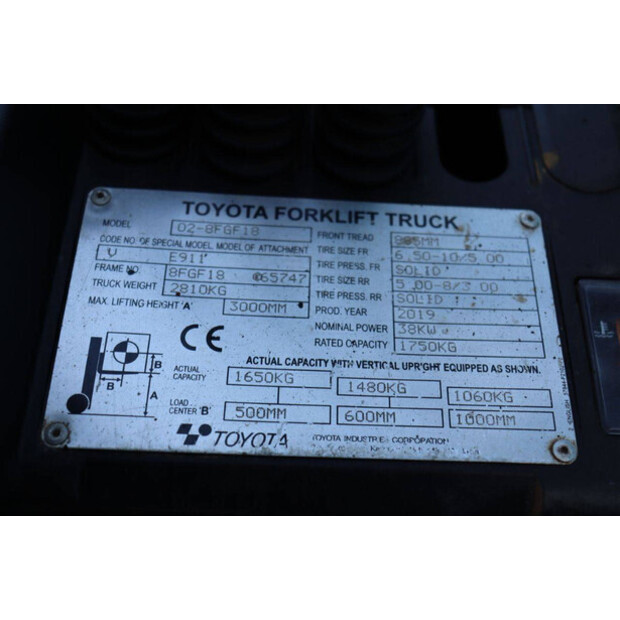 TOYOTA FORKLIFT TRUCK
MODEL 02-8FGF18
CODE NO. OF SPECIAL MODEL MODEL OF ATTACHMENT
V E911
FRAME NO. 8FGF18 65747
TRUCK WEIGHT 2810KG
MAX. LIFTING HEIGHT 'A' 3000MM
FRONT TREAD MM
TIRE SIZE FR 6.50-10/5.00
TIRE PRESS. FR SOLID
TIRE SIZE RR 5.00-8/3.00
TIRE PRESS. RR SOLID
PROD. YEAR 2019
NOMINAL POWER 38KW
RATED CAPACITY 1750KG
CE
B
B
A
ACTUAL CAPACITY WITH VERTICAL UPRIGHT EQUIPPED AS SHOWN.
ACTUAL CAPACITY 1650KG 1480KG 1060KG
LOAD CENTER 'B' 500MM 600MM 1000MM
TOYOTA TOYOTA INDUSTRIES CORPORATION